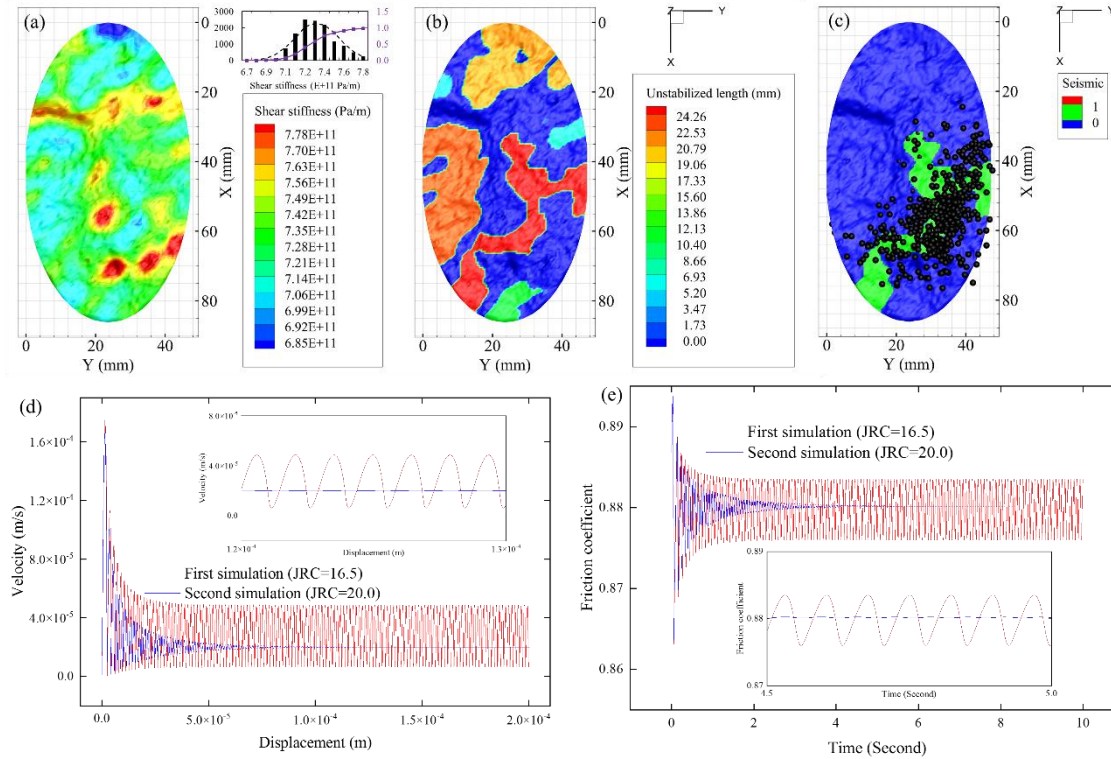 (a)
3000
2000
1000
0
1.5
1.0
0.5
0.0
6.7 6.8 6.9 7.0 7.1 7.2 7.3 7.4 7.5 7.6 7.7 7.8
Shear stiffness (E+11 Pa/m)
Shear stiffness (Pa/m)
7.78E+11
7.70E+11
7.63E+11
7.56E+11
7.49E+11
7.42E+11
7.35E+11
7.28E+11
7.21E+11
7.14E+11
7.06E+11
6.99E+11
6.92E+11
6.85E+11
0
20
40
60
80
X (mm)
0 20 40
Y (mm)
(b)
Z Y
X
Unstabilized length (mm)
24.26
22.53
20.79
19.06
17.33
15.60
13.86
12.13
10.40
8.66
6.93
5.20
3.47
1.73
0.00
0
20
40
60
80
X (mm)
0 20 40
Y (mm)
(c)
Z Y
X
Seismic
1
0
0
20
40
60
80
X (mm)
0 20 40
Y (mm)
(d)
1.6×10⁻⁴
1.2×10⁻⁴
8.0×10⁻⁵
4.0×10⁻⁵
0.0
Velocity (m/s)
8.0×10⁻⁴
4.0×10⁻⁵
0.0
Velocity (m/s)
1.2×10⁻⁴ 1.3×10⁻⁴
Displacement (m)
First simulation (JRC=16.5)
Second simulation (JRC=20.0)
0.0 5.0×10⁻⁵ 1.0×10⁻⁴ 1.5×10⁻⁴ 2.0×10⁻⁴
Displacement (m)
(e)
0.89
0.88
0.87
0.86
Friction coefficient
First simulation (JRC=16.5)
Second simulation (JRC=20.0)
0.89
0.88
0.87
Friction coefficient
4.5 5.0
Time (Second)
0 2 4 6 8 10
Time (Second)